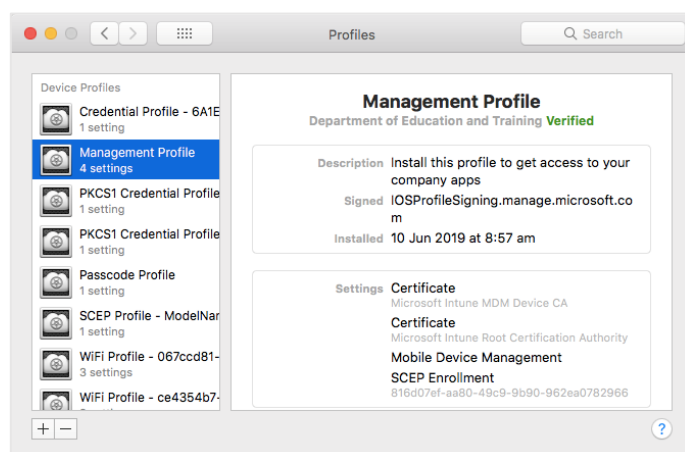 Profiles
Search
Device Profiles
Credential Profile - 6A1E
1 setting
Management Profile
4 settings
PKCS1 Credential Profile
1 setting
PKCS1 Credential Profile
1 setting
Passcode Profile
1 setting
SCEP Profile - ModelNar
1 setting
WiFi Profile - 067ccd81-
3 settings
WiFi Profile - ce4354b7-
Management Profile
Department of Education and Training Verified
Description Install this profile to get access to your
company apps
Signed IOSProfileSigning.manage.microsoft.co
m
Installed 10 Jun 2019 at 8:57 am
Settings Certificate
Microsoft Intune MDM Device CA
Certificate
Microsoft Intune Root Certification Authority
Mobile Device Management
SCEP Enrollment
816d07ef-aa80-49c9-9b90-962ea0782966
+ −
?